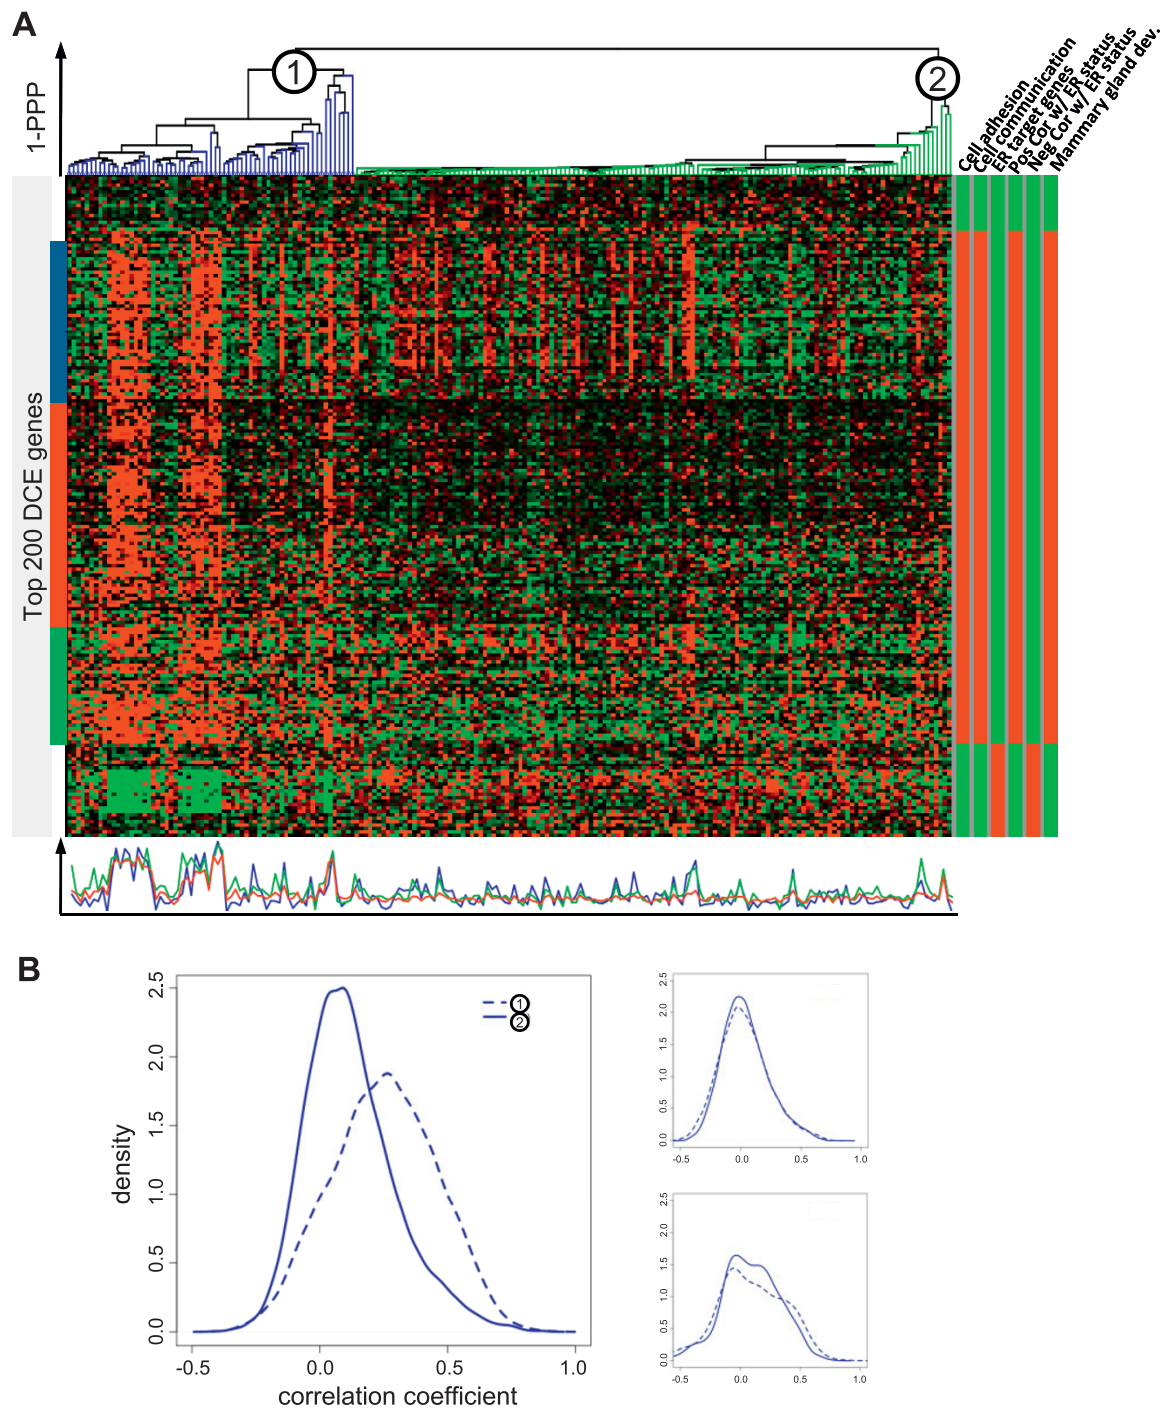 A
1-PPP
1
2
Cell adhesion
Cell communication
ER target genes
Pos Cor w/ ER status
Neg Cor w/ ER status
Mammary gland dev.
Top 200 DCE genes
B
density
2.5
2.0
1.5
1.0
0.5
0.0
1
2
-0.5 0.0 0.5 1.0
correlation coefficient
2.5
2.0
1.5
1.0
0.5
0.0
-0.5 0.0 0.5 1.0
2.5
2.0
1.5
1.0
0.5
0.0
-0.5 0.0 0.5 1.0